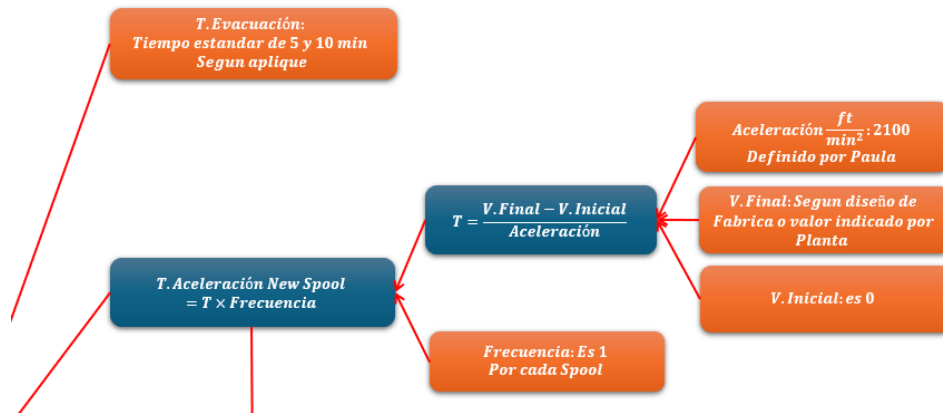 T.Evacuación:
Tiempo estandar de 5 y 10 min
Segun aplique
Aceleración ft/min²: 2100
Definido por Paula
T = (V.Final − V.Inicial)/Aceleración
V.Final: Segun diseño de
Fabrica o valor indicado por
Planta
T.Aceleración New Spool
= T × Frecuencia
V.Inicial: es 0
Frecuencia: Es 1
Por cada Spool